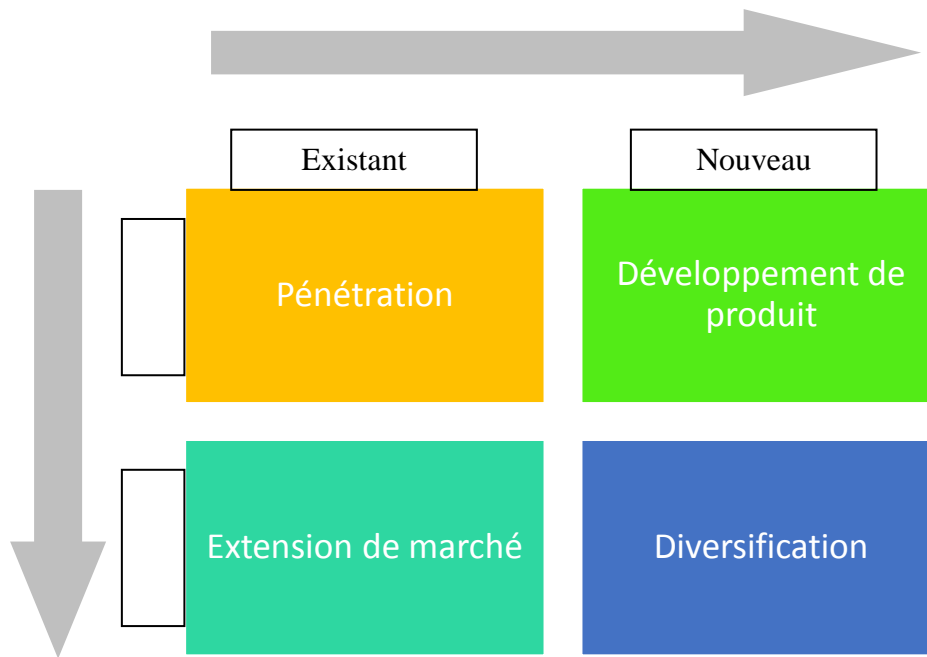 Existant
Nouveau
Pénétration
Développement de
produit
Extension de marché
Diversification